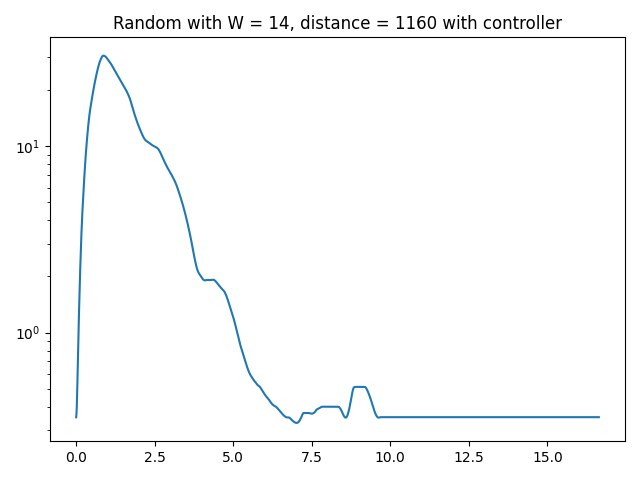 Random with W = 14, distance = 1160 with controller
10¹
10⁰
0.0 2.5 5.0 7.5 10.0 12.5 15.0